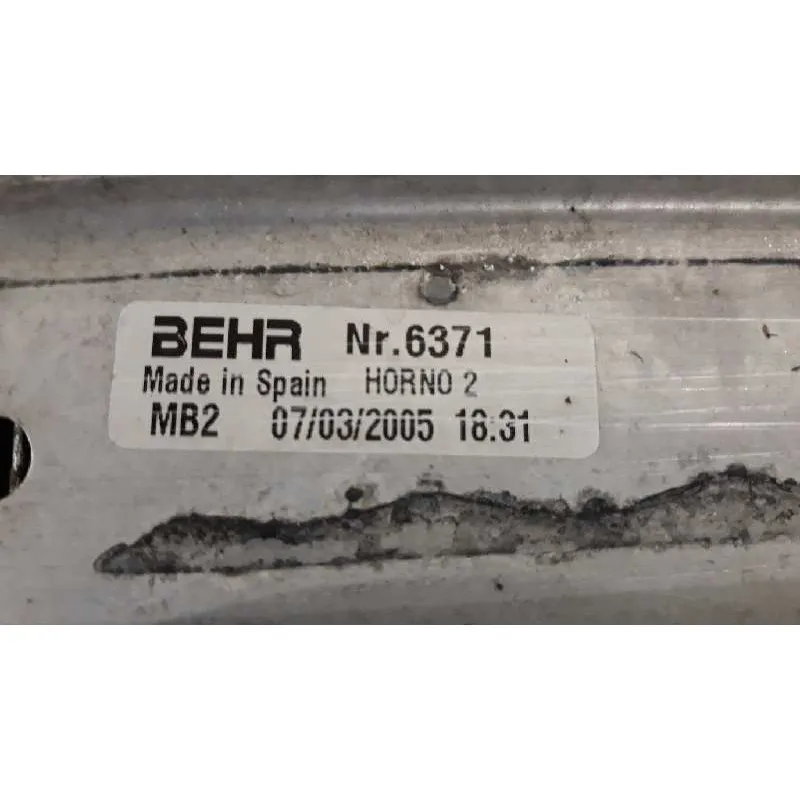 BEHR Nr.6371
Made in Spain HORNO 2
MB2 07/03/2005 18:31